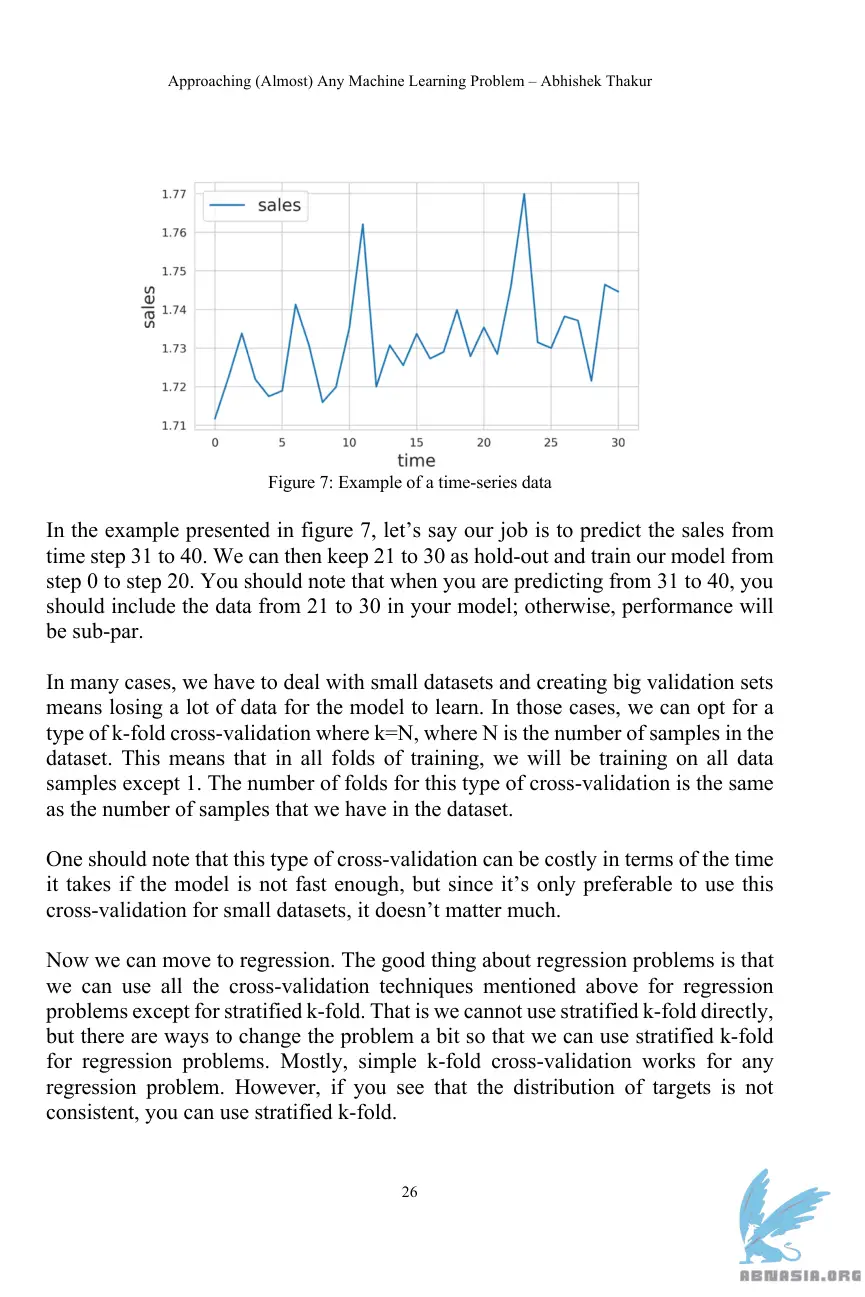 Approaching (Almost) Any Machine Learning Problem – Abhishek Thakur
1.77
1.76
1.75
1.74
1.73
1.72
1.71
sales
sales
0 5 10 15 20 25 30
time
Figure 7: Example of a time-series data
In the example presented in figure 7, let’s say our job is to predict the sales from
time step 31 to 40. We can then keep 21 to 30 as hold-out and train our model from
step 0 to step 20. You should note that when you are predicting from 31 to 40, you
should include the data from 21 to 30 in your model; otherwise, performance will
be sub-par.
In many cases, we have to deal with small datasets and creating big validation sets
means losing a lot of data for the model to learn. In those cases, we can opt for a
type of k-fold cross-validation where k=N, where N is the number of samples in the
dataset. This means that in all folds of training, we will be training on all data
samples except 1. The number of folds for this type of cross-validation is the same
as the number of samples that we have in the dataset.
One should note that this type of cross-validation can be costly in terms of the time
it takes if the model is not fast enough, but since it’s only preferable to use this
cross-validation for small datasets, it doesn’t matter much.
Now we can move to regression. The good thing about regression problems is that
we can use all the cross-validation techniques mentioned above for regression
problems except for stratified k-fold. That is we cannot use stratified k-fold directly,
but there are ways to change the problem a bit so that we can use stratified k-fold
for regression problems. Mostly, simple k-fold cross-validation works for any
regression problem. However, if you see that the distribution of targets is not
consistent, you can use stratified k-fold.
26
ABNASIA.ORG